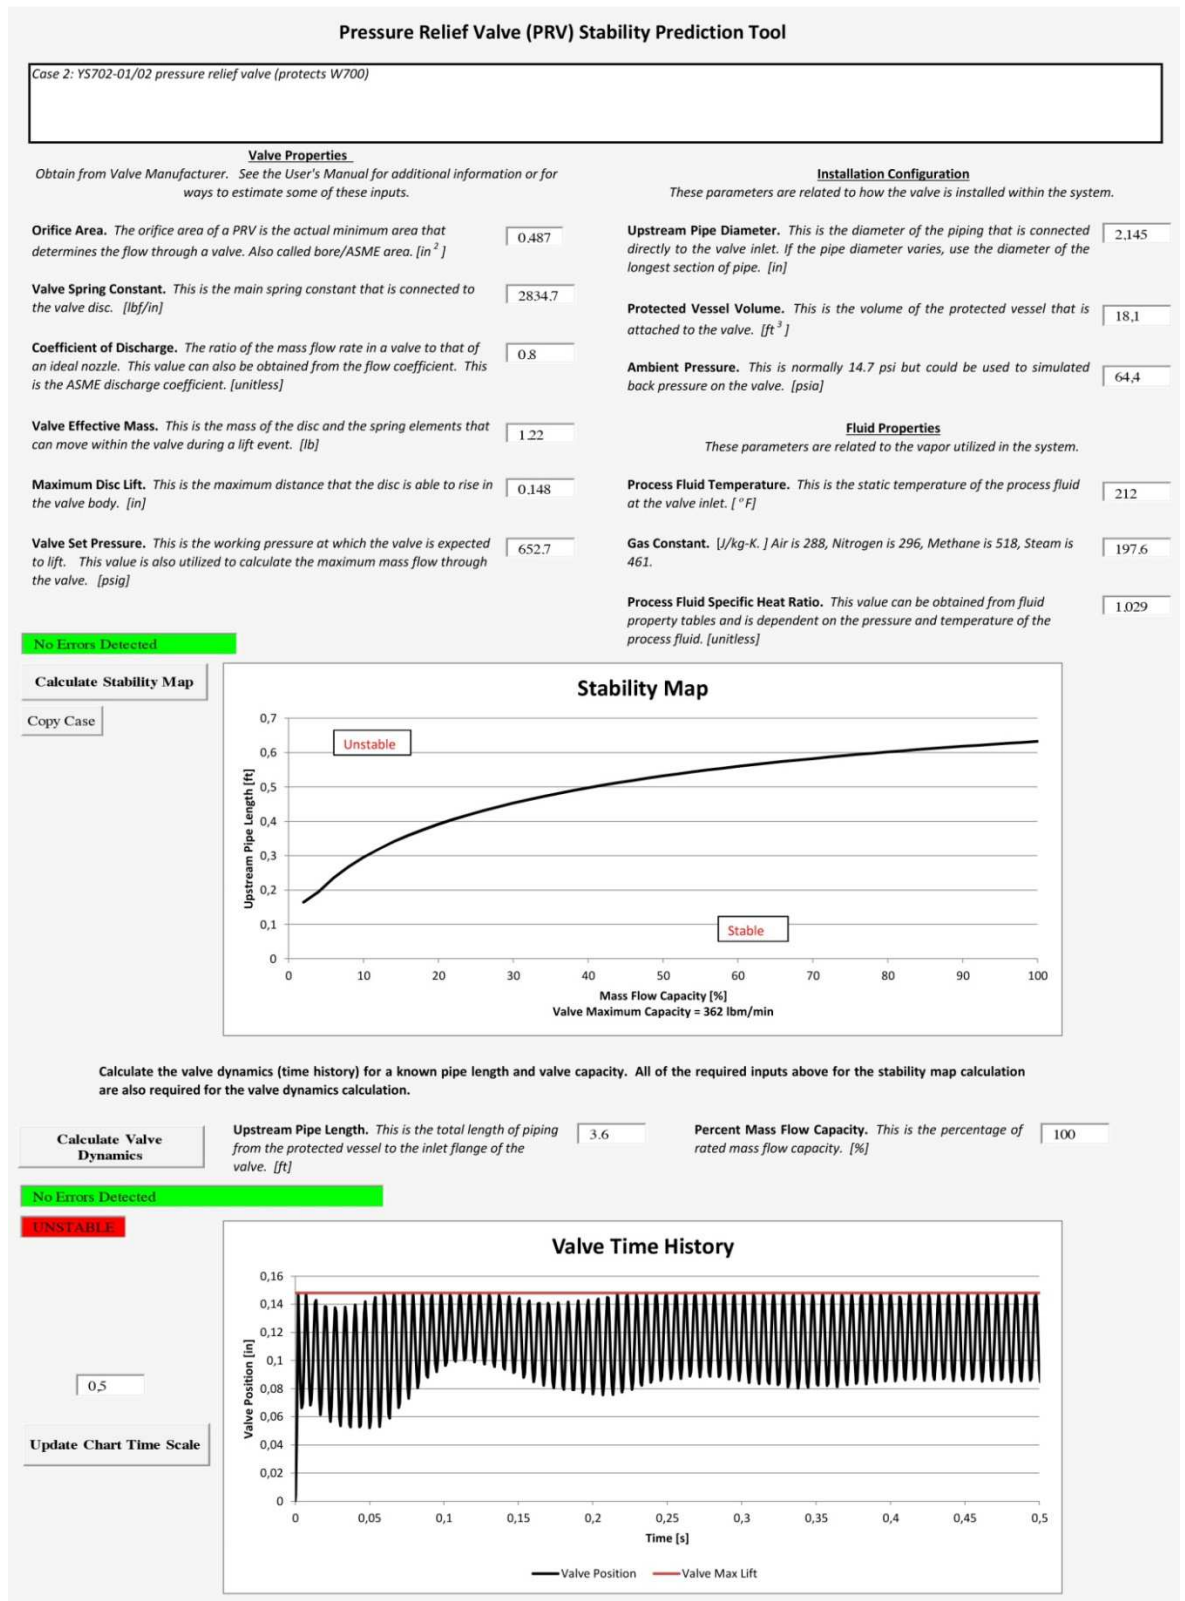 Pressure Relief Valve (PRV) Stability Prediction Tool
Case 2: YS702-01/02 pressure relief valve (protects W700)
Valve Properties
Obtain from Valve Manufacturer. See the User's Manual for additional information or for
ways to estimate some of these inputs.
Orifice Area. The orifice area of a PRV is the actual minimum area that
determines the flow through a valve. Also called bore/ASME area. [in ²]
0.487
Valve Spring Constant. This is the main spring constant that is connected to
the valve disc. [lbf/in]
2834.7
Coefficient of Discharge. The ratio of the mass flow rate in a valve to that of
an ideal nozzle. This value can also be obtained from the flow coefficient. This
is the ASME discharge coefficient. [unitless]
0.8
Valve Effective Mass. This is the mass of the disc and the spring elements that
can move within the valve during a lift event. [lb]
1.22
Maximum Disc Lift. This is the maximum distance that the disc is able to rise in
the valve body. [in]
0.148
Valve Set Pressure. This is the working pressure at which the valve is expected
to lift. This value is also utilized to calculate the maximum mass flow through
the valve. [psig]
652.7
Installation Configuration
These parameters are related to how the valve is installed within the system.
Upstream Pipe Diameter. This is the diameter of the piping that is connected
directly to the valve inlet. If the pipe diameter varies, use the diameter of the
longest section of pipe. [in]
2,145
Protected Vessel Volume. This is the volume of the protected vessel that is
attached to the valve. [ft ³]
18,1
Ambient Pressure. This is normally 14.7 psi but could be used to simulated
back pressure on the valve. [psia]
64,4
Fluid Properties
These parameters are related to the vapor utilized in the system.
Process Fluid Temperature. This is the static temperature of the process fluid
at the valve inlet. [°F]
212
Gas Constant. [J/kg-K. ] Air is 288, Nitrogen is 296, Methane is 518, Steam is
461.
197.6
Process Fluid Specific Heat Ratio. This value can be obtained from fluid
property tables and is dependent on the pressure and temperature of the
process fluid. [unitless]
1.029
No Errors Detected
Calculate Stability Map
Copy Case
Stability Map
Upstream Pipe Length [ft]
0,7
0,6
0,5
0,4
0,3
0,2
0,1
0
Unstable
Stable
0 10 20 30 40 50 60 70 80 90 100
Mass Flow Capacity [%]
Valve Maximum Capacity = 362 lbm/min
Calculate the valve dynamics (time history) for a known pipe length and valve capacity. All of the required inputs above for the stability map calculation
are also required for the valve dynamics calculation.
Calculate Valve
Dynamics
Upstream Pipe Length. This is the total length of piping
from the protected vessel to the inlet flange of the
valve. [ft]
3.6
Percent Mass Flow Capacity. This is the percentage of
rated mass flow capacity. [%]
100
No Errors Detected
UNSTABLE
0,5
Update Chart Time Scale
Valve Time History
Valve Position [in]
0,16
0,14
0,12
0,1
0,08
0,06
0,04
0,02
0
0 0,05 0,1 0,15 0,2 0,25 0,3 0,35 0,4 0,45 0,5
Time [s]
Valve Position Valve Max Lift